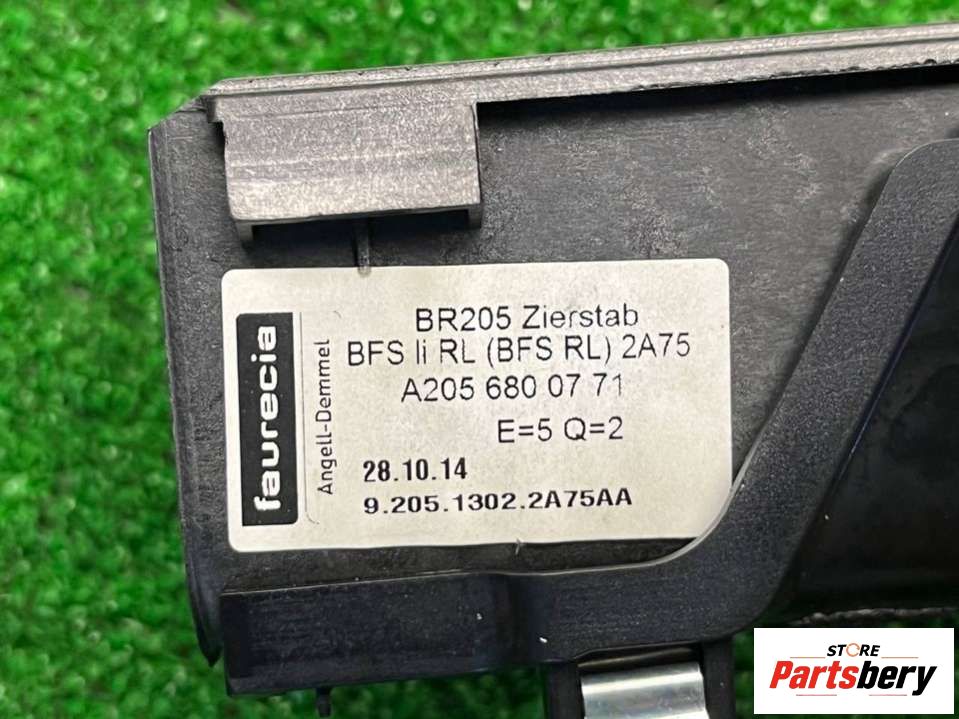 faurecia
Angell-Demmel
BR205 Zierstab
BFS li RL (BFS RL) 2A75
A205 680 07 71
E=5 Q=2
28.10.14
9.205.1302.2A75AA
STORE
Partsbery